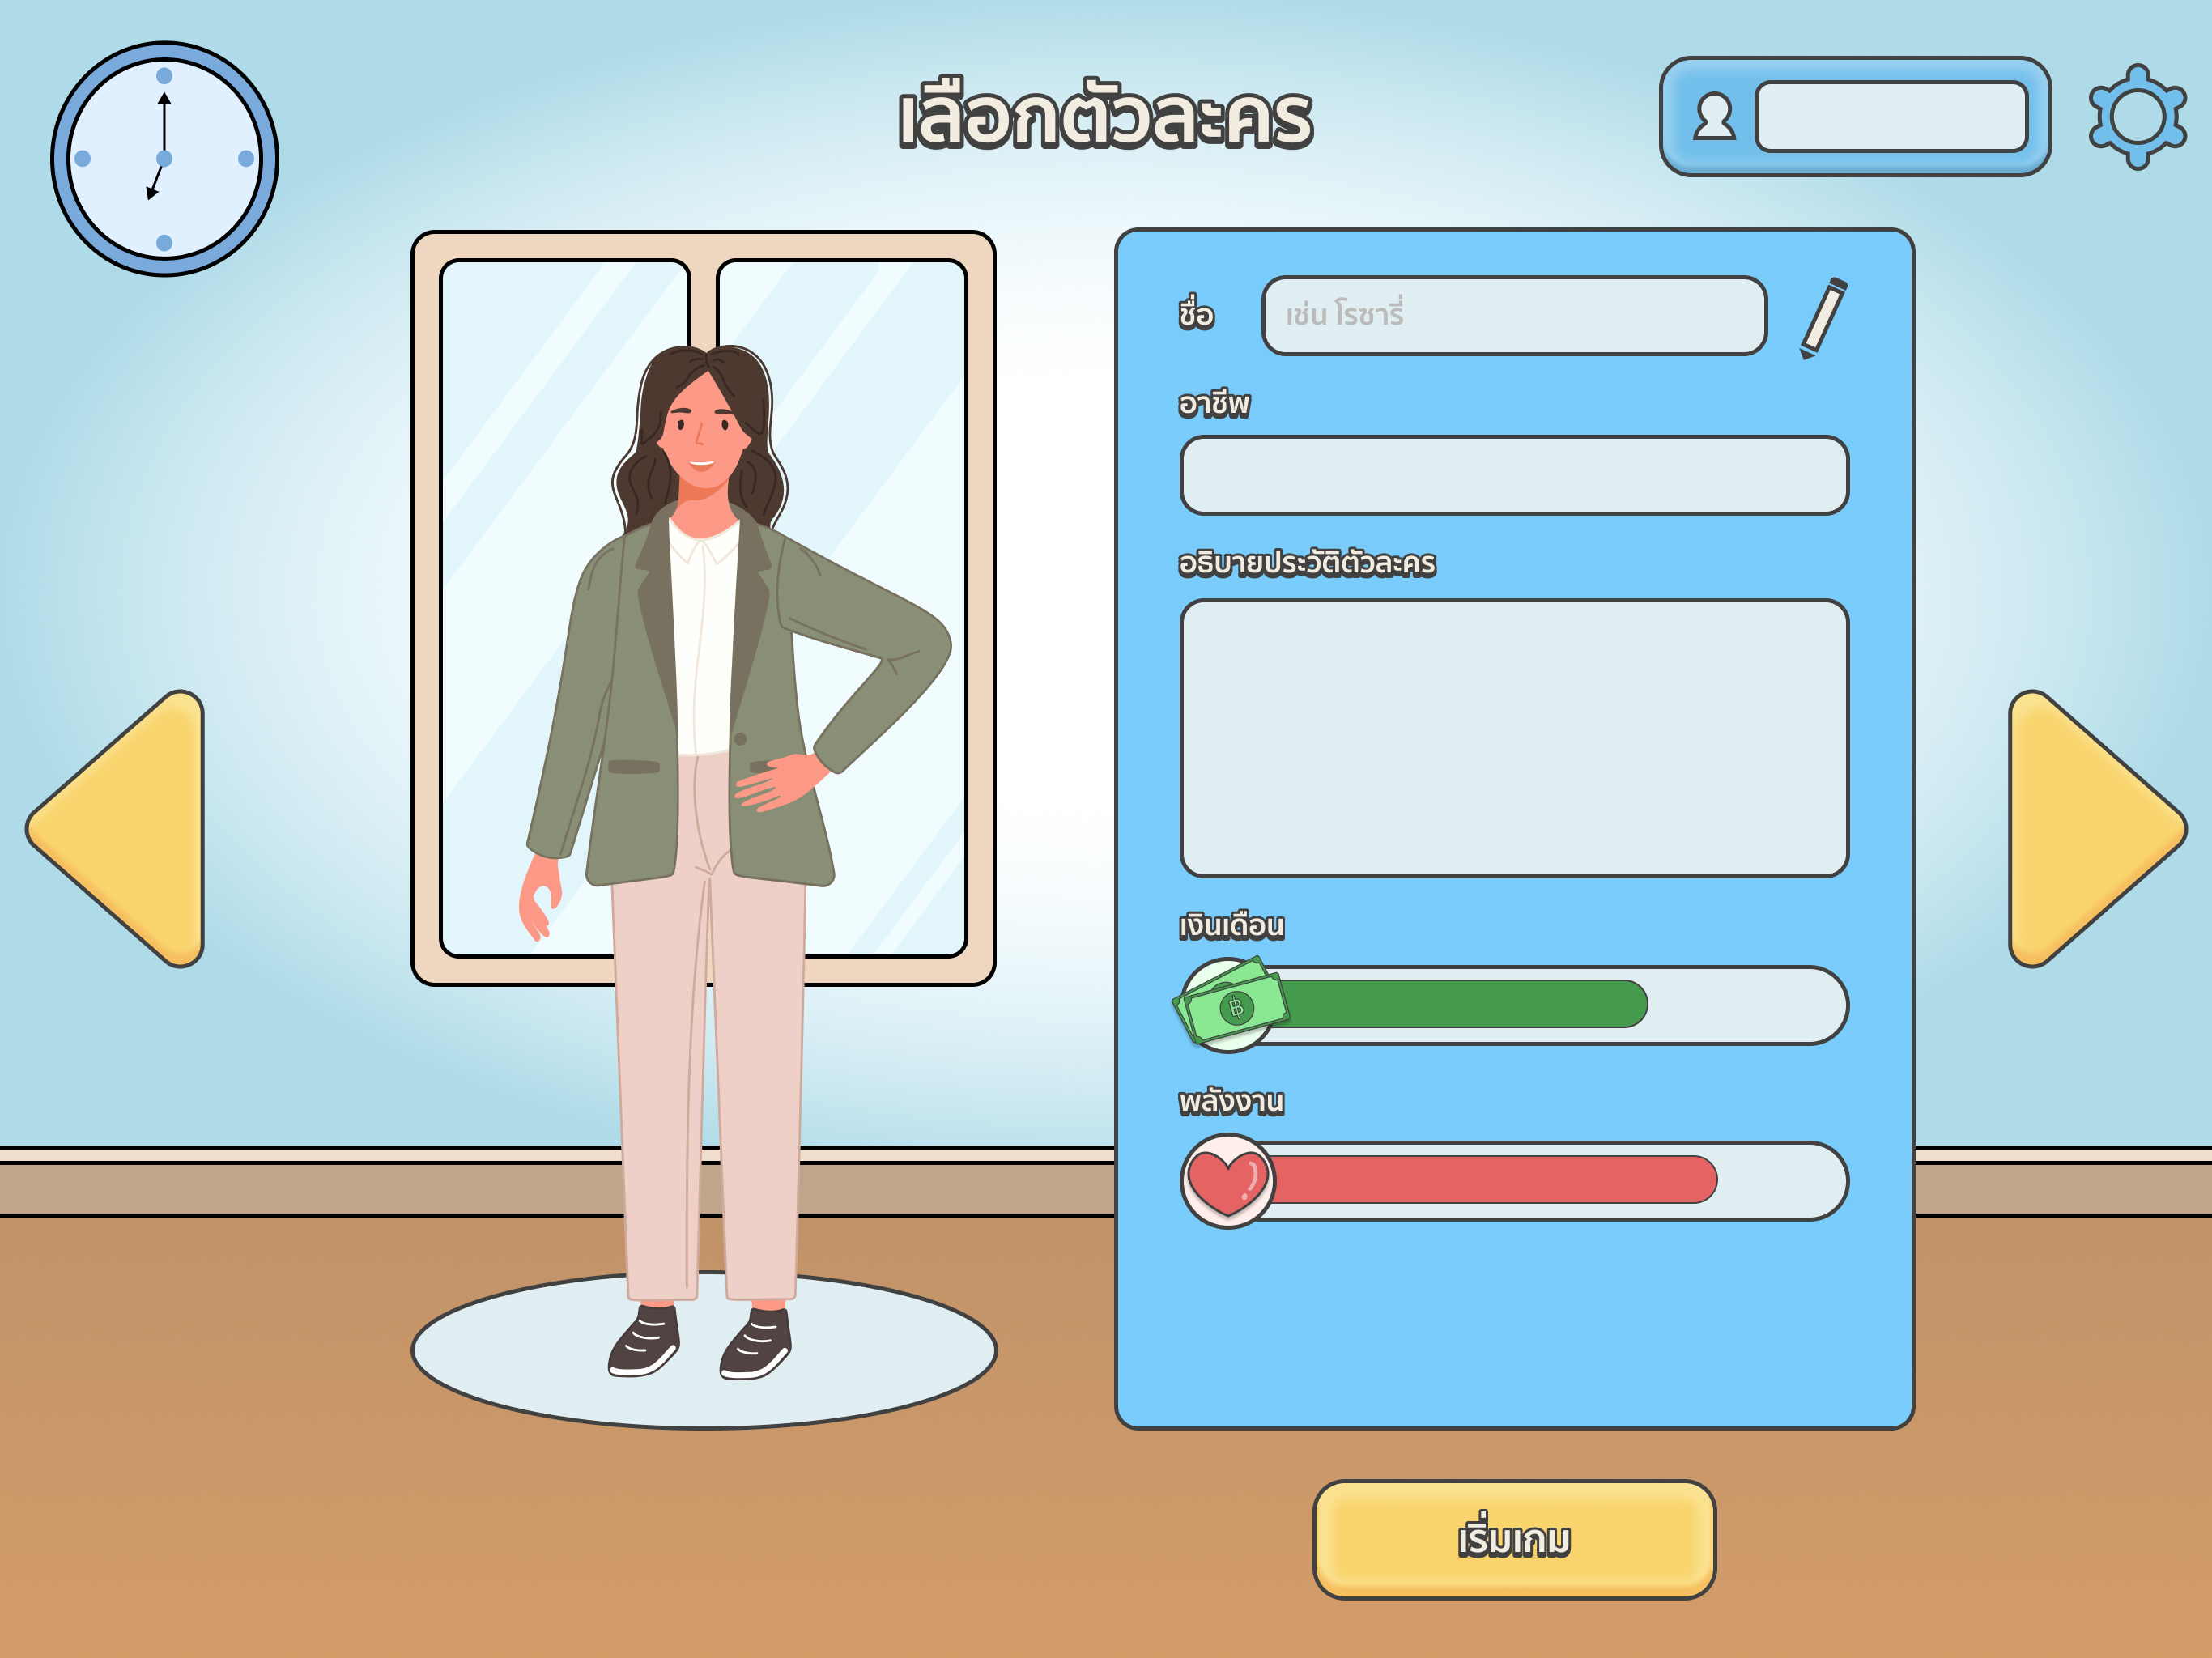 เลือกตัวละคร
ชื่อ
เช่น โรซารี่
อาชีพ
อธิบายประวัติตัวละคร
เงินเดือน
฿
พลังงาน
เริ่มเกม